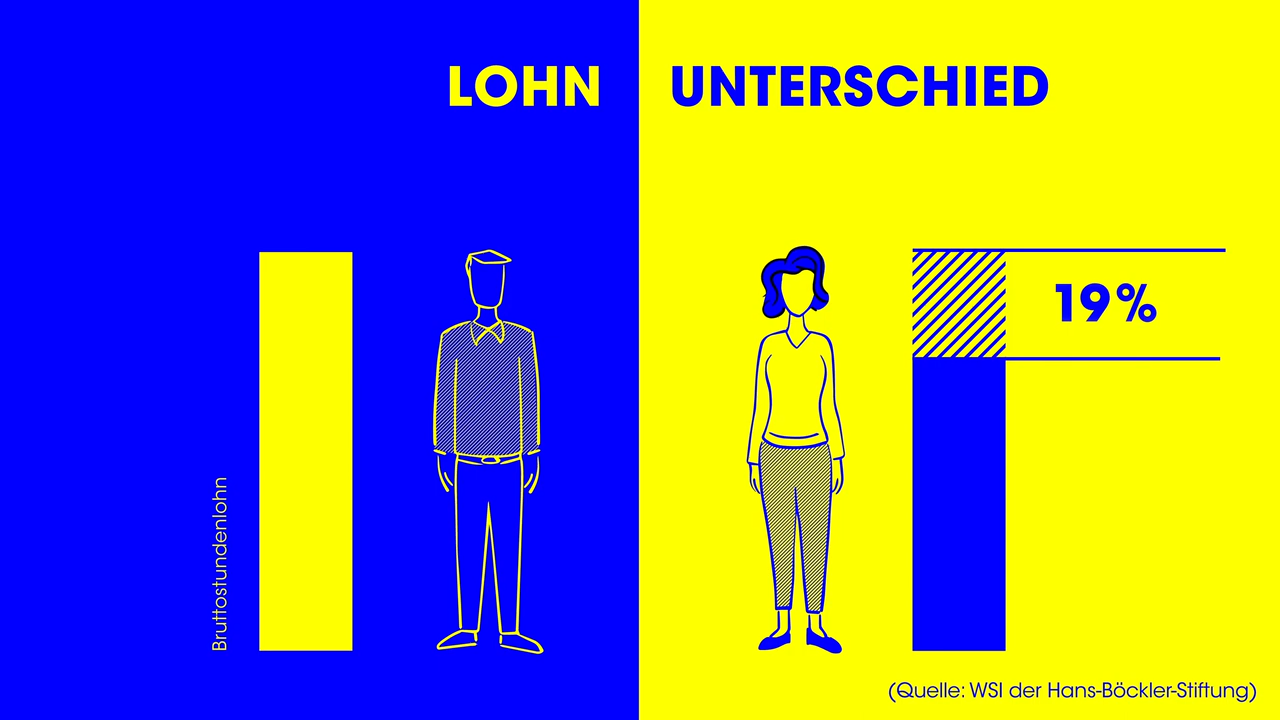 LOHN UNTERSCHIED
19%
Bruttostundenlohn
(Quelle: WSI der Hans-Böckler-Stiftung)